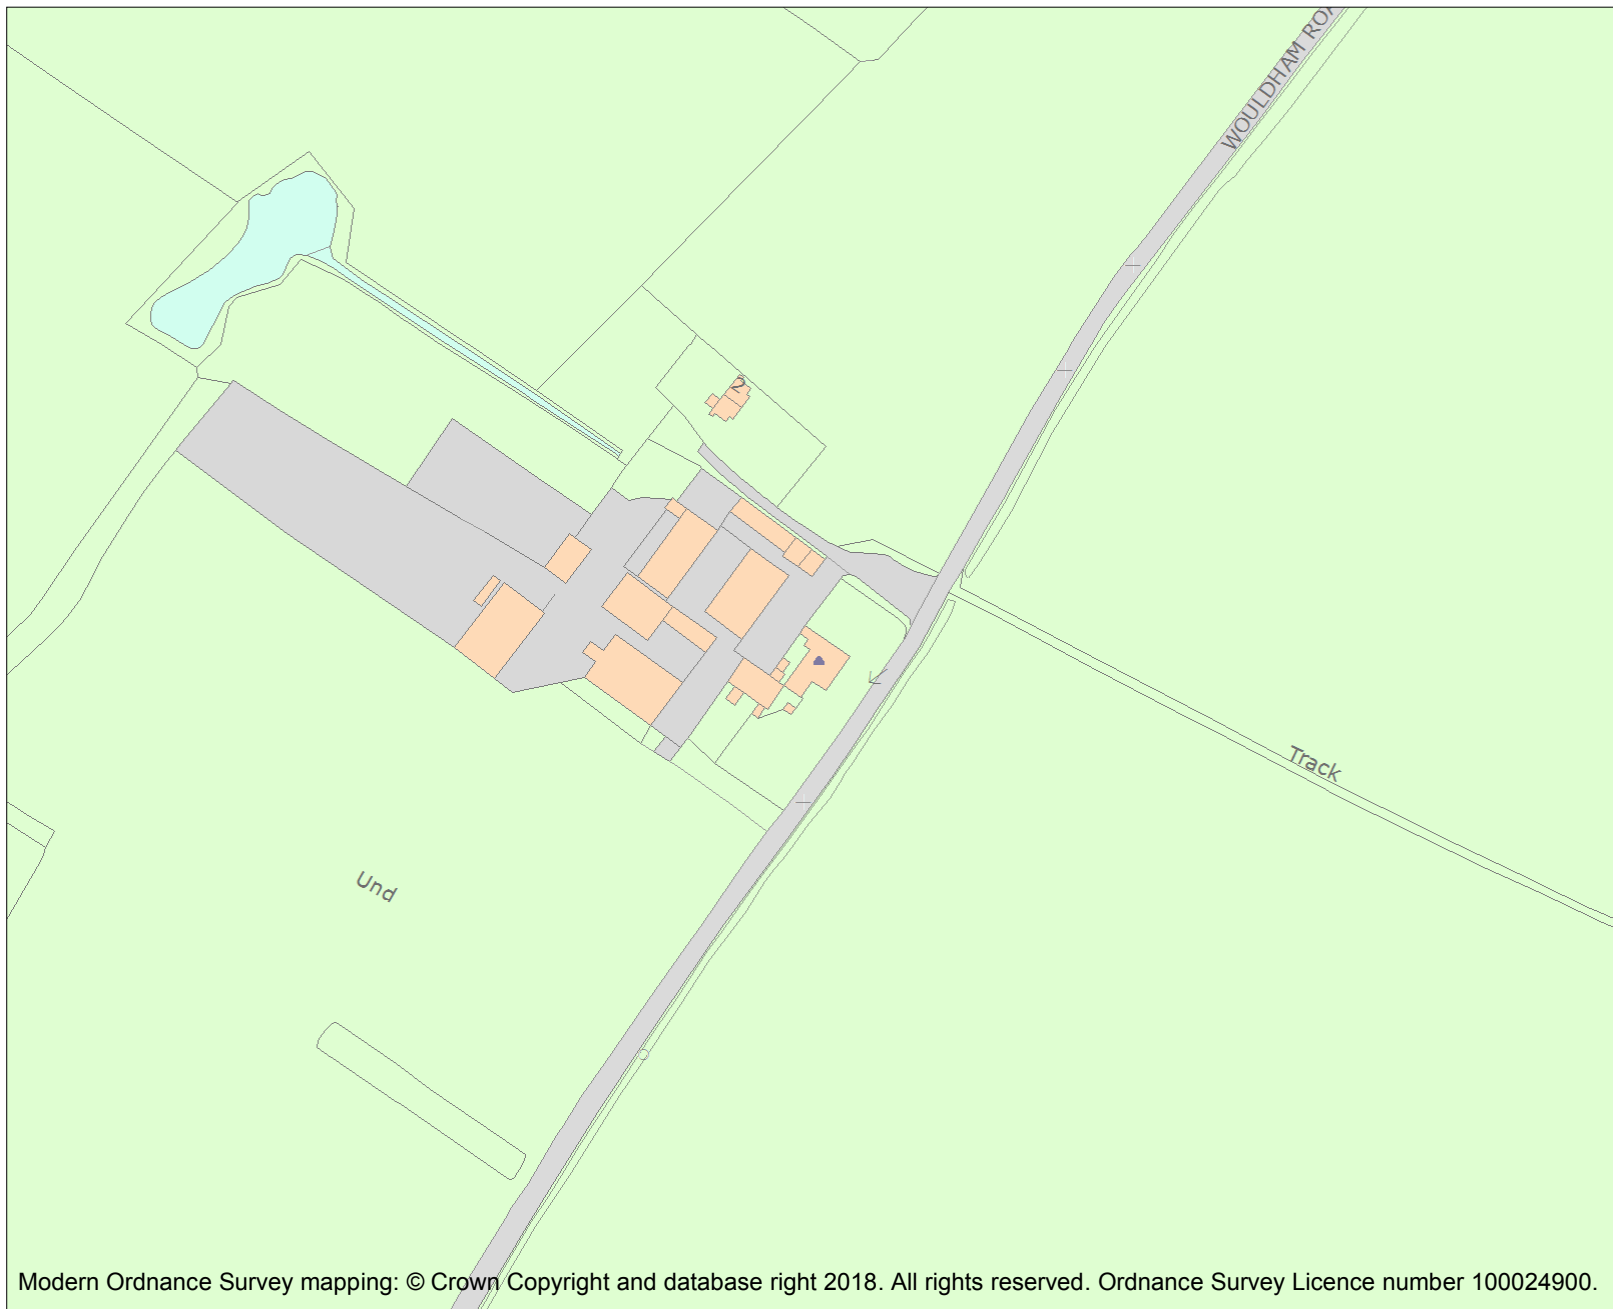 WOULDHAM ROA
2
Track
Und
Modern Ordnance Survey mapping: © Crown Copyright and database right 2018. All rights reserved. Ordnance Survey Licence number 100024900.